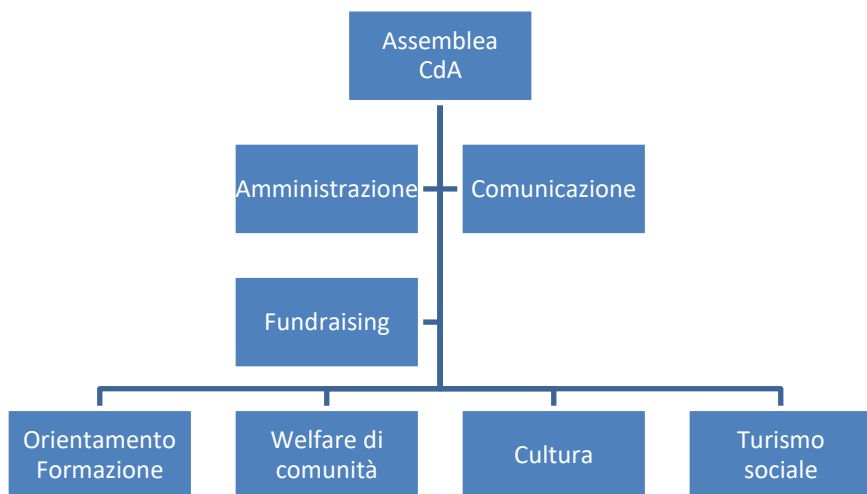 Assemblea
CdA
Amministrazione
Comunicazione
Fundraising
Orientamento
Formazione
Welfare di
comunità
Cultura
Turismo
sociale